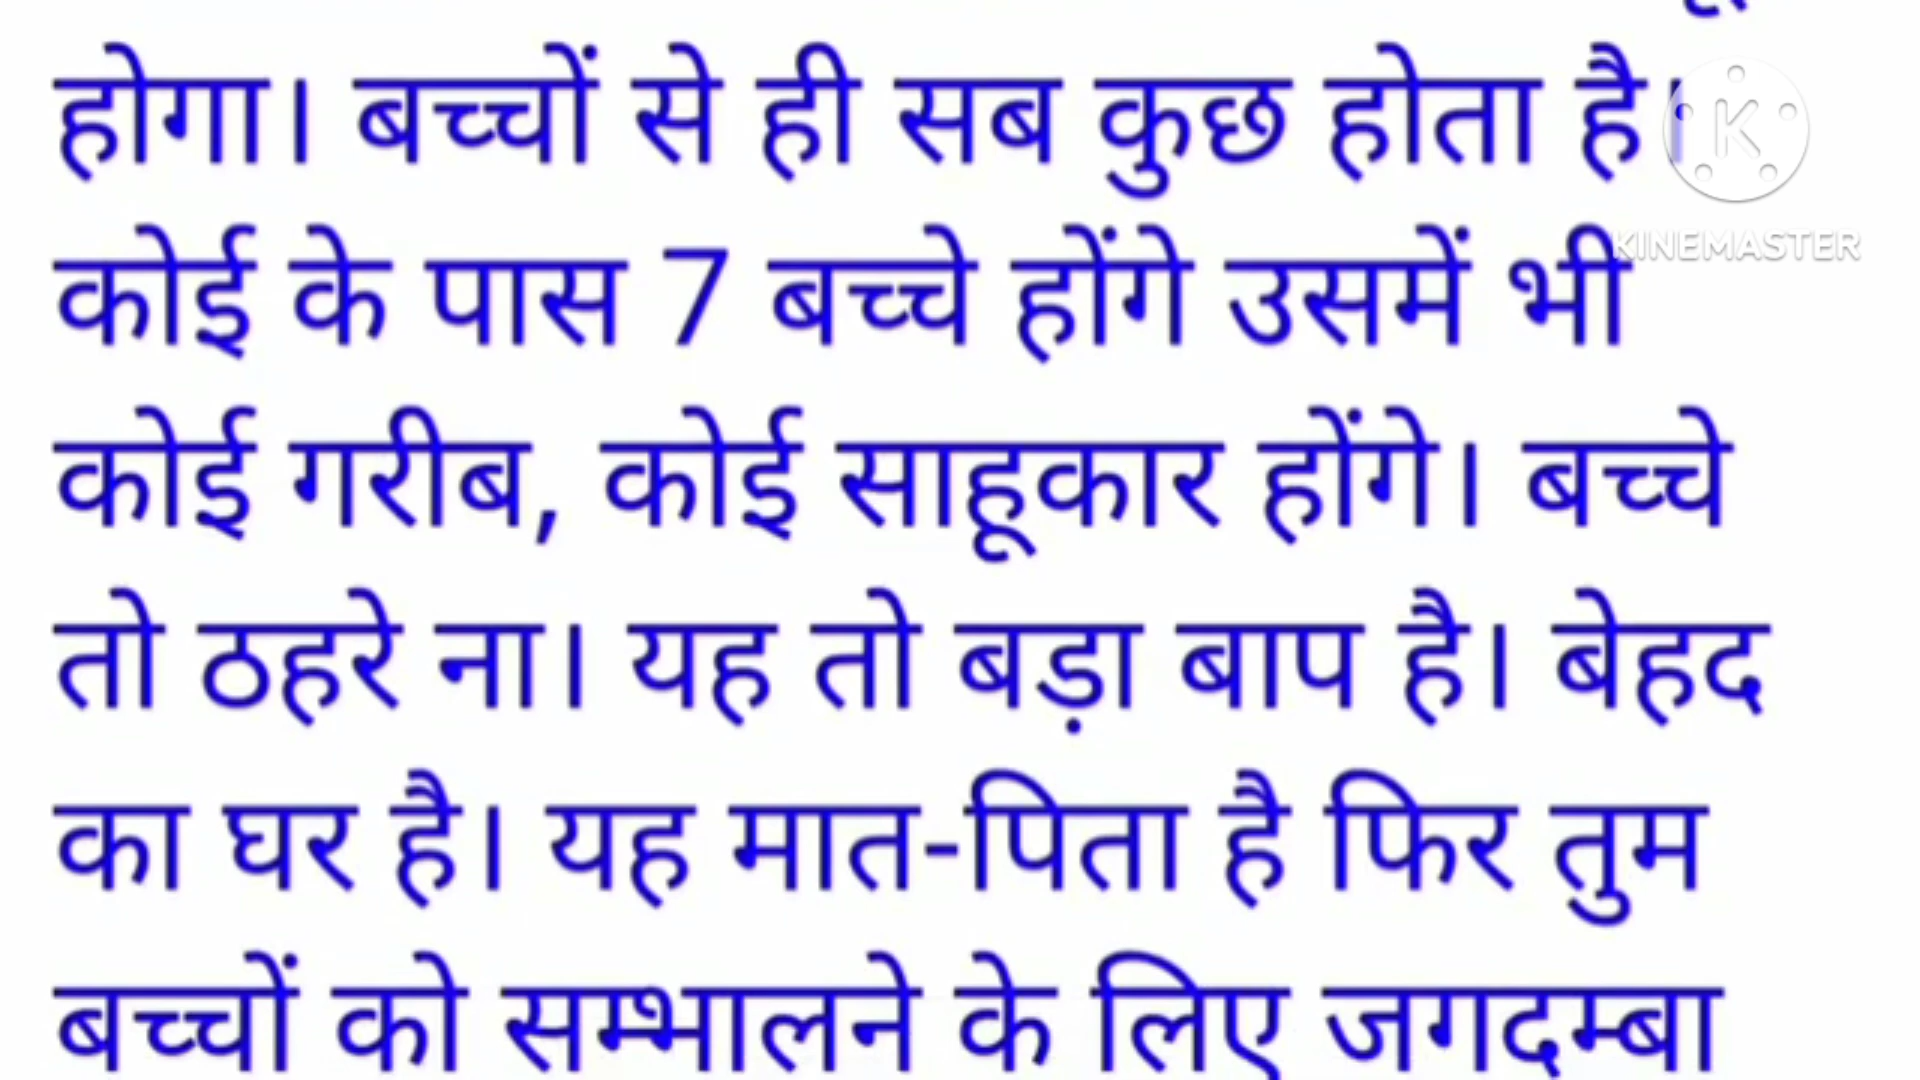 होगा। बच्चों से ही सब कुछ होता है।
KINEMASTER
कोई के पास 7 बच्चे होंगे उसमें भी
कोई गरीब, कोई साहूकार होंगे। बच्चे
तो ठहरे ना। यह तो बड़ा बाप है। बेहद
का घर है। यह मात-पिता है फिर तुम
बच्चों को सम्भालने के लिए जगदम्बा